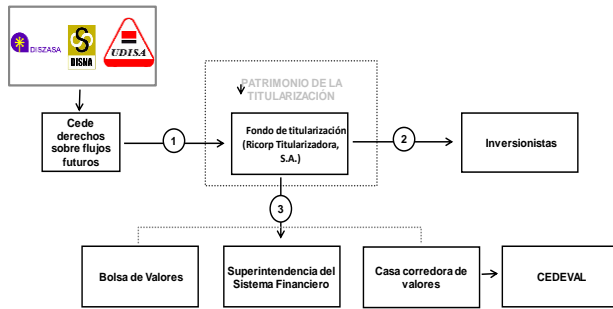 DISZASA
DISNA
UDISA
PATRIMONIO DE LA
TITULARIZACIÓN
Cede
derechos
sobre flujos
futuros
1
Fondo de titularización
(Ricorp Titularizadora,
S.A.)
2
Inversionistas
3
Bolsa de Valores
Superintendencia del
Sistema Financiero
Casa corredora de
valores
CEDEVAL